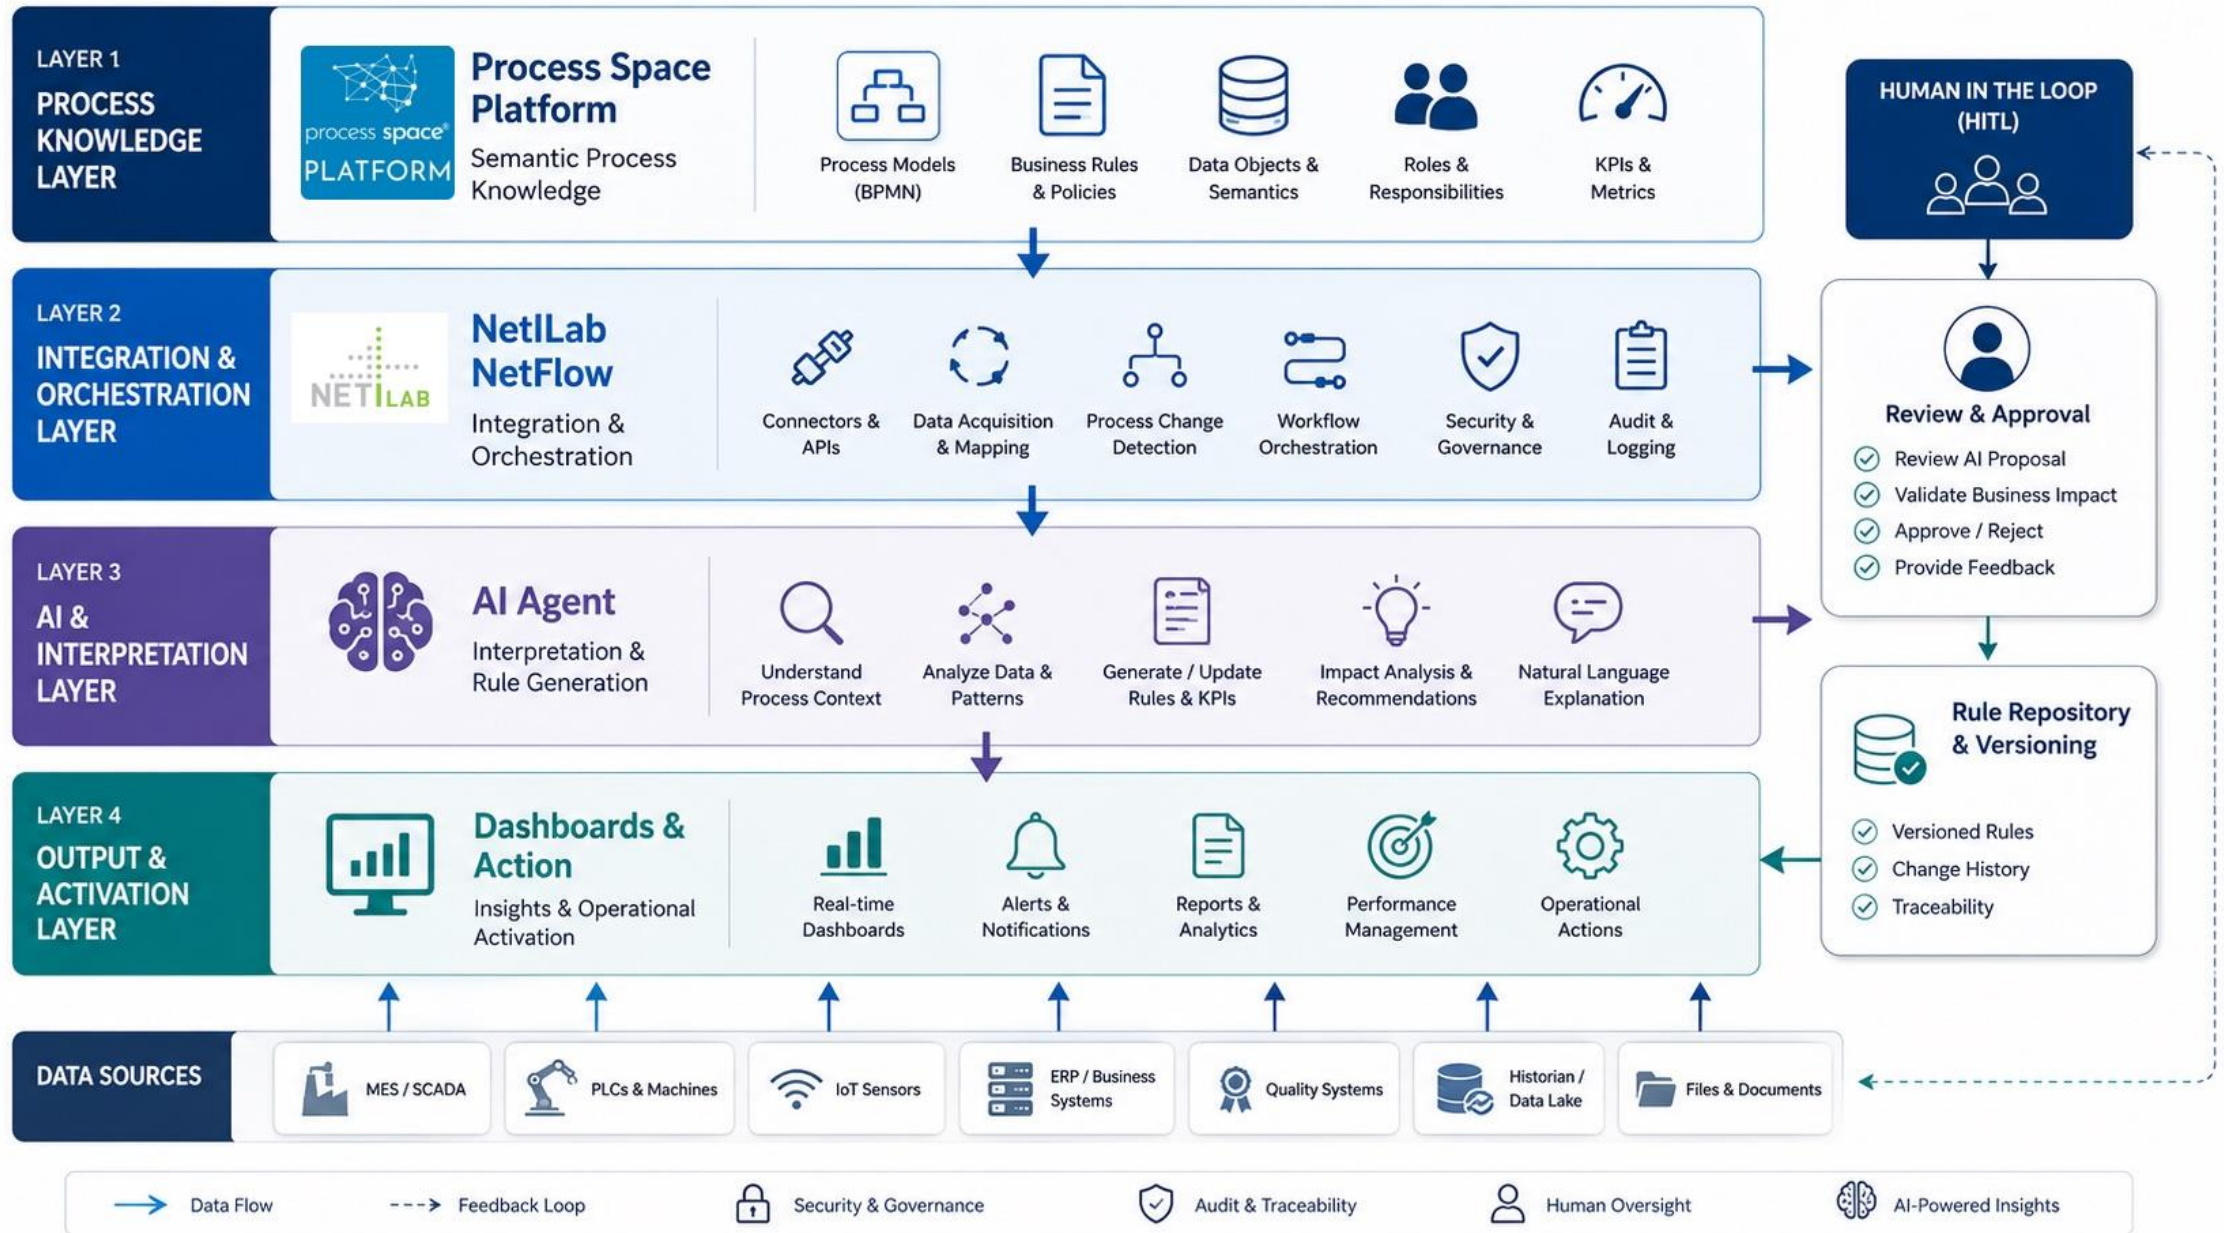 LAYER 1
PROCESS
KNOWLEDGE
LAYER
process space®
PLATFORM
Process Space
Platform
Semantic Process
Knowledge
Process Models
(BPMN)
Business Rules
& Policies
Data Objects &
Semantics
Roles &
Responsibilities
KPIs &
Metrics
HUMAN IN THE LOOP
(HITL)
LAYER 2
INTEGRATION &
ORCHESTRATION
LAYER
NETILAB
NetILab
NetFlow
Integration &
Orchestration
Connectors &
APIs
Data Acquisition
& Mapping
Process Change
Detection
Workflow
Orchestration
Security &
Governance
Audit &
Logging
Review & Approval
Review AI Proposal
Validate Business Impact
Approve / Reject
Provide Feedback
LAYER 3
AI &
INTERPRETATION
LAYER
AI Agent
Interpretation &
Rule Generation
Understand
Process Context
Analyze Data &
Patterns
Generate / Update
Rules & KPIs
Impact Analysis &
Recommendations
Natural Language
Explanation
Rule Repository
& Versioning
Versioned Rules
Change History
Traceability
LAYER 4
OUTPUT &
ACTIVATION
LAYER
Dashboards &
Action
Insights & Operational
Activation
Real-time
Dashboards
Alerts &
Notifications
Reports &
Analytics
Performance
Management
Operational
Actions
DATA SOURCES
MES / SCADA
PLCs & Machines
IoT Sensors
ERP / Business
Systems
Quality Systems
Historian /
Data Lake
Files & Documents
Data Flow
Feedback Loop
Security & Governance
Audit & Traceability
Human Oversight
AI-Powered Insights